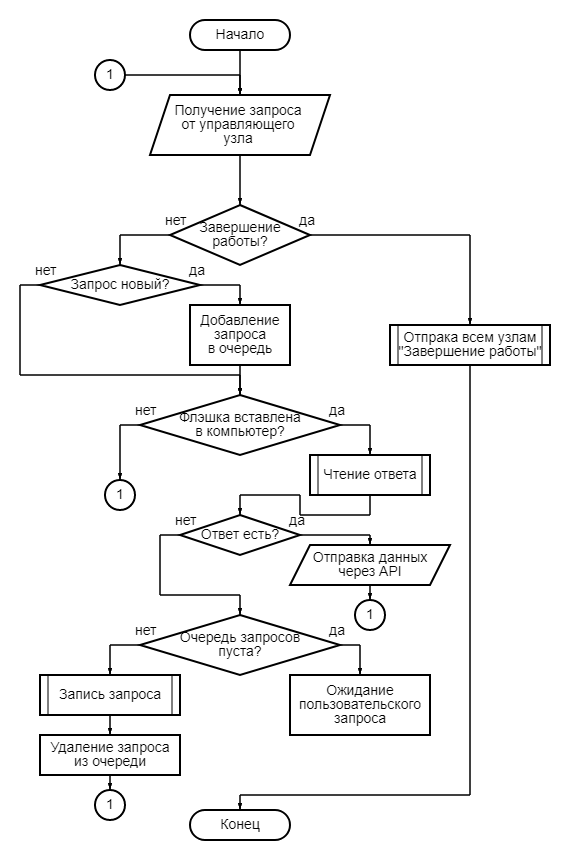 Начало
1
Получение запроса
от управляющего
узла
нет
да
Завершение
работы?
нет
да
Запрос новый?
Добавление
запроса
в очередь
Отпрака всем узлам
"Завершение работы"
нет
да
Флэшка вставлена
в компьютер?
1
Чтение ответа
нет
да
Ответ есть?
Отправка данных
через API
1
нет
да
Очередь запросов
пуста?
Запись запроса
Ожидание
пользовательского
запроса
Удаление запроса
из очереди
1
Конец